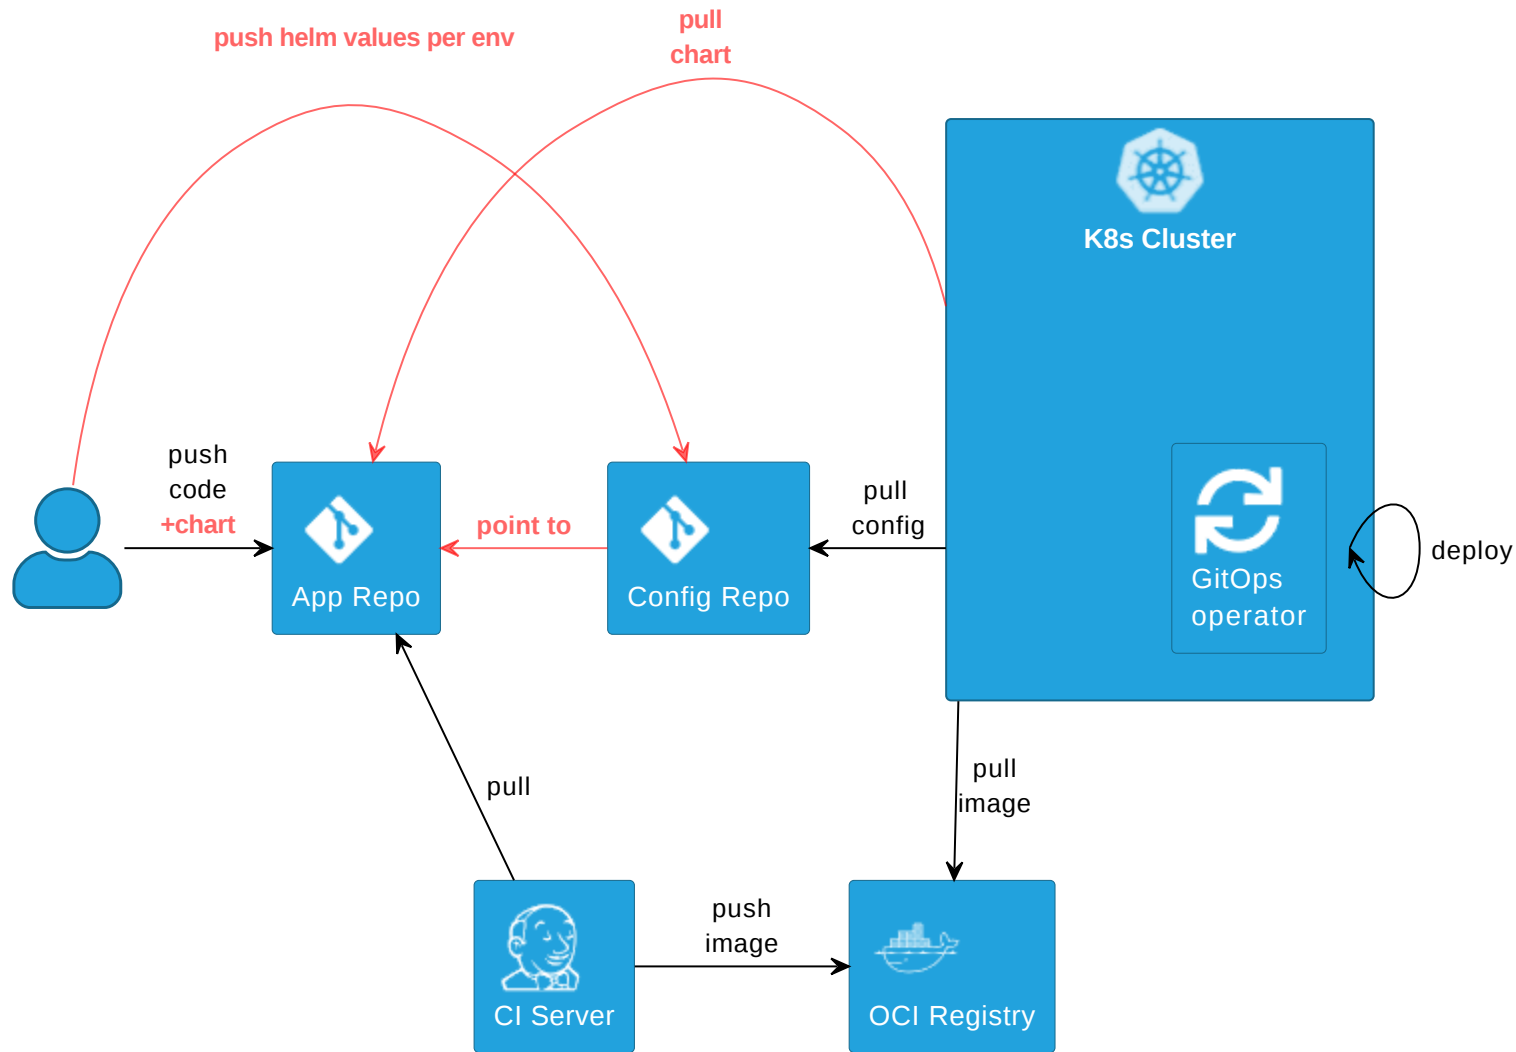 push helm values per env
pull
chart
K8s Cluster
push
code
+chart
point to
pull
config
App Repo
Config Repo
GitOps
operator
deploy
pull
pull
image
push
image
CI Server
OCI Registry